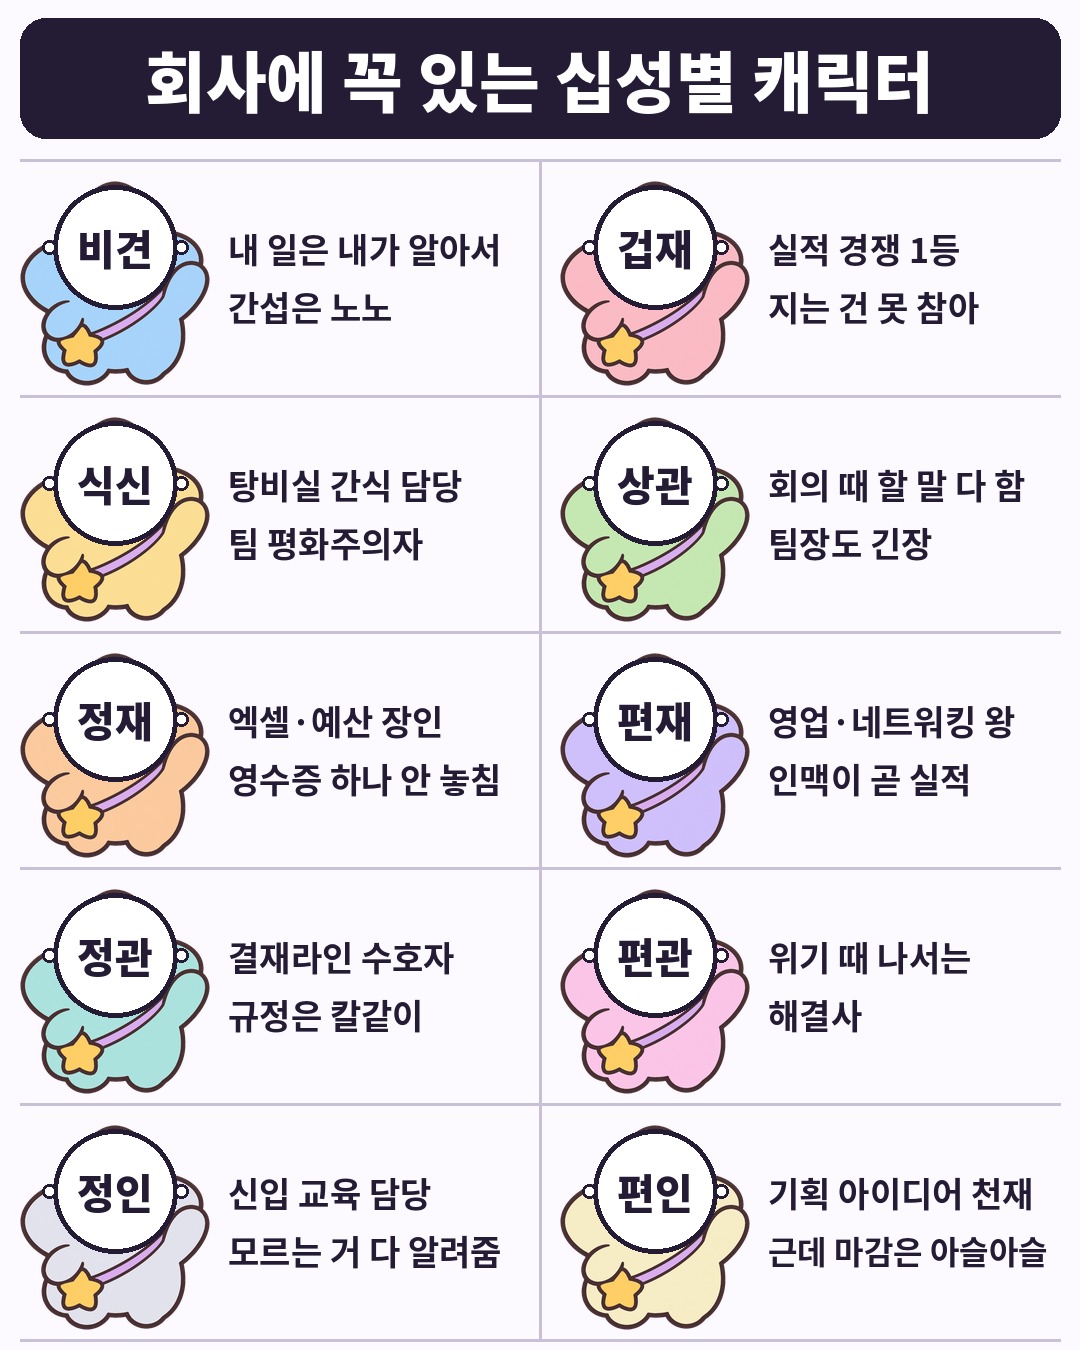 회사에 꼭 있는 십성별 캐릭터
비견
내 일은 내가 알아서
간섭은 노노
겁재
실적 경쟁 1등
지는 건 못 참아
식신
탕비실 간식 담당
팀 평화주의자
상관
회의 때 할 말 다 함
팀장도 긴장
정재
엑셀·예산 장인
영수증 하나 안 놓침
편재
영업·네트워킹 왕
인맥이 곧 실적
정관
결재라인 수호자
규정은 칼같이
편관
위기 때 나서는
해결사
정인
신입 교육 담당
모르는 거 다 알려줌
편인
기획 아이디어 천재
근데 마감은 아슬아슬